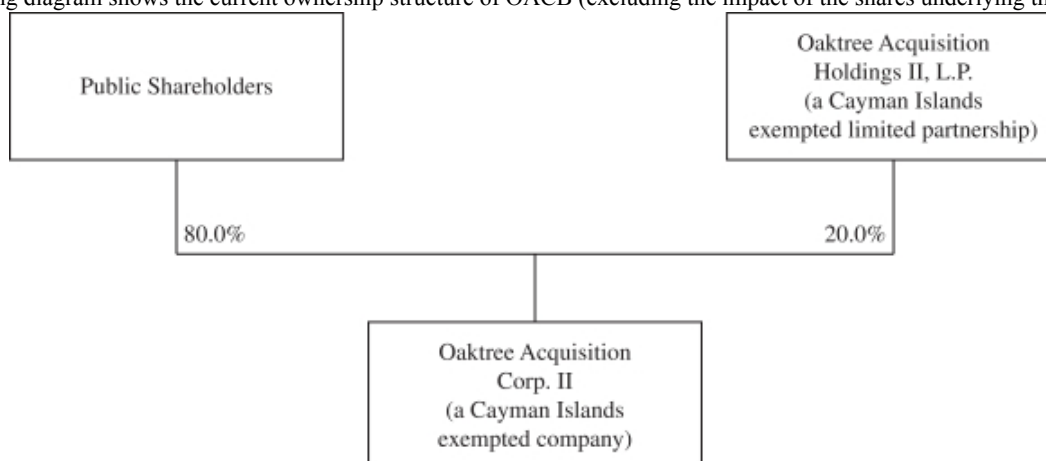 ng diagram shows the current ownership structure of OACB (excluding the impact of the shares underlying th
Public Shareholders
Oaktree Acquisition
Holdings II, L.P.
(a Cayman Islands
exempted limited partnership)
80.0%
20.0%
Oaktree Acquisition
Corp. II
(a Cayman Islands
exempted company)